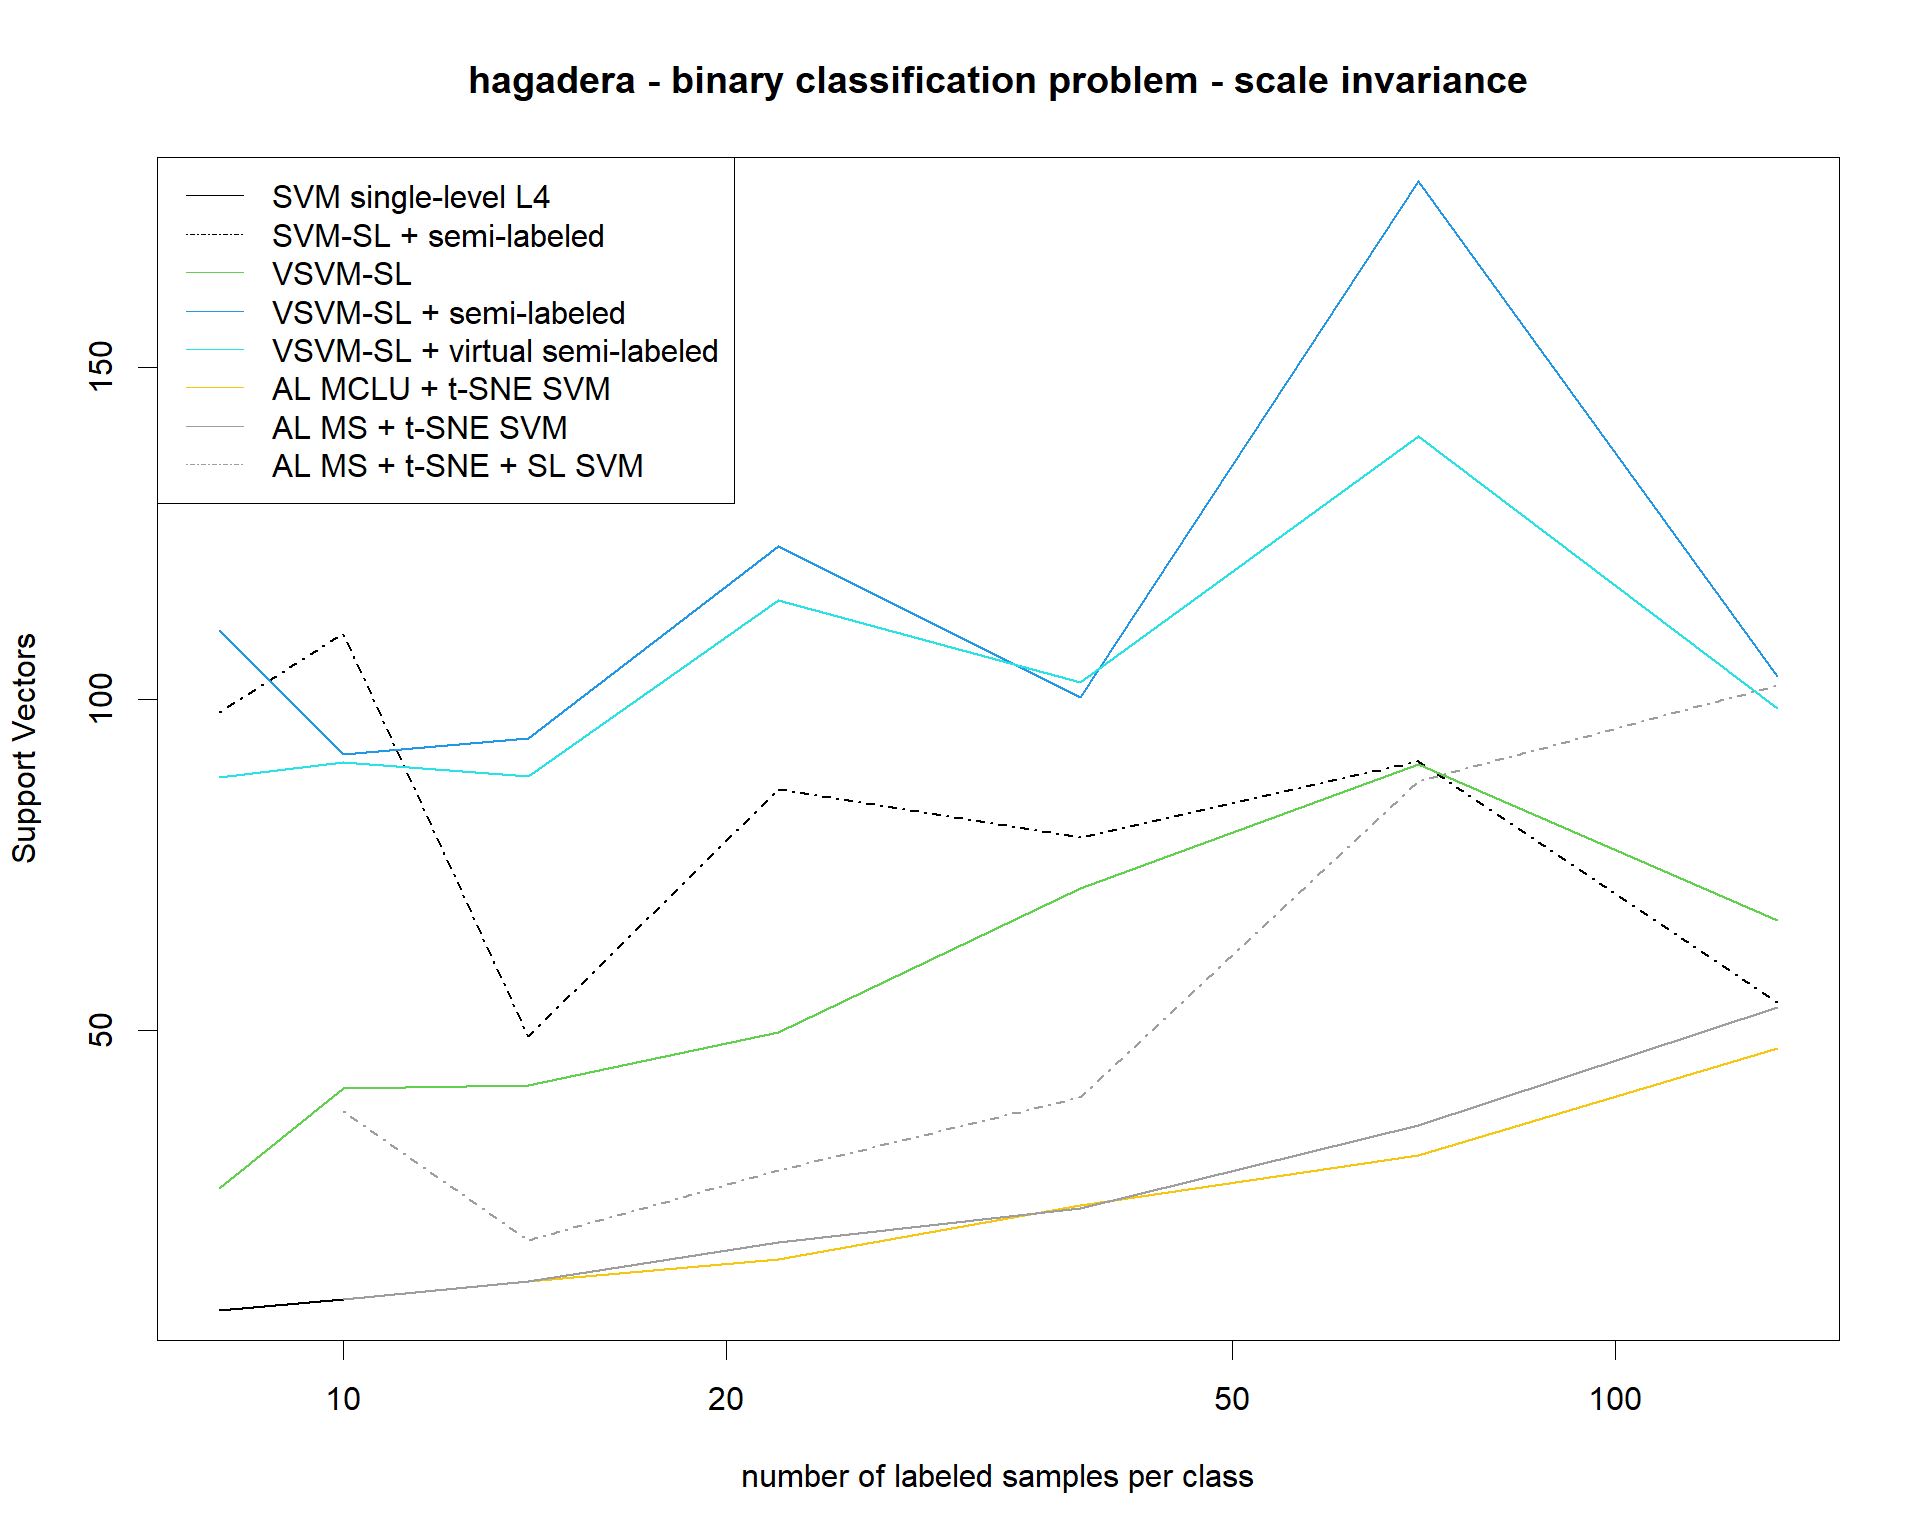 hagadera - binary classification problem - scale invariance
SVM single-level L4
SVM-SL + semi-labeled
VSVM-SL
VSVM-SL + semi-labeled
VSVM-SL + virtual semi-labeled
AL MCLU + t-SNE SVM
AL MS + t-SNE SVM
AL MS + t-SNE + SL SVM
150
100
50
Support Vectors
10
20
50
100
number of labeled samples per class